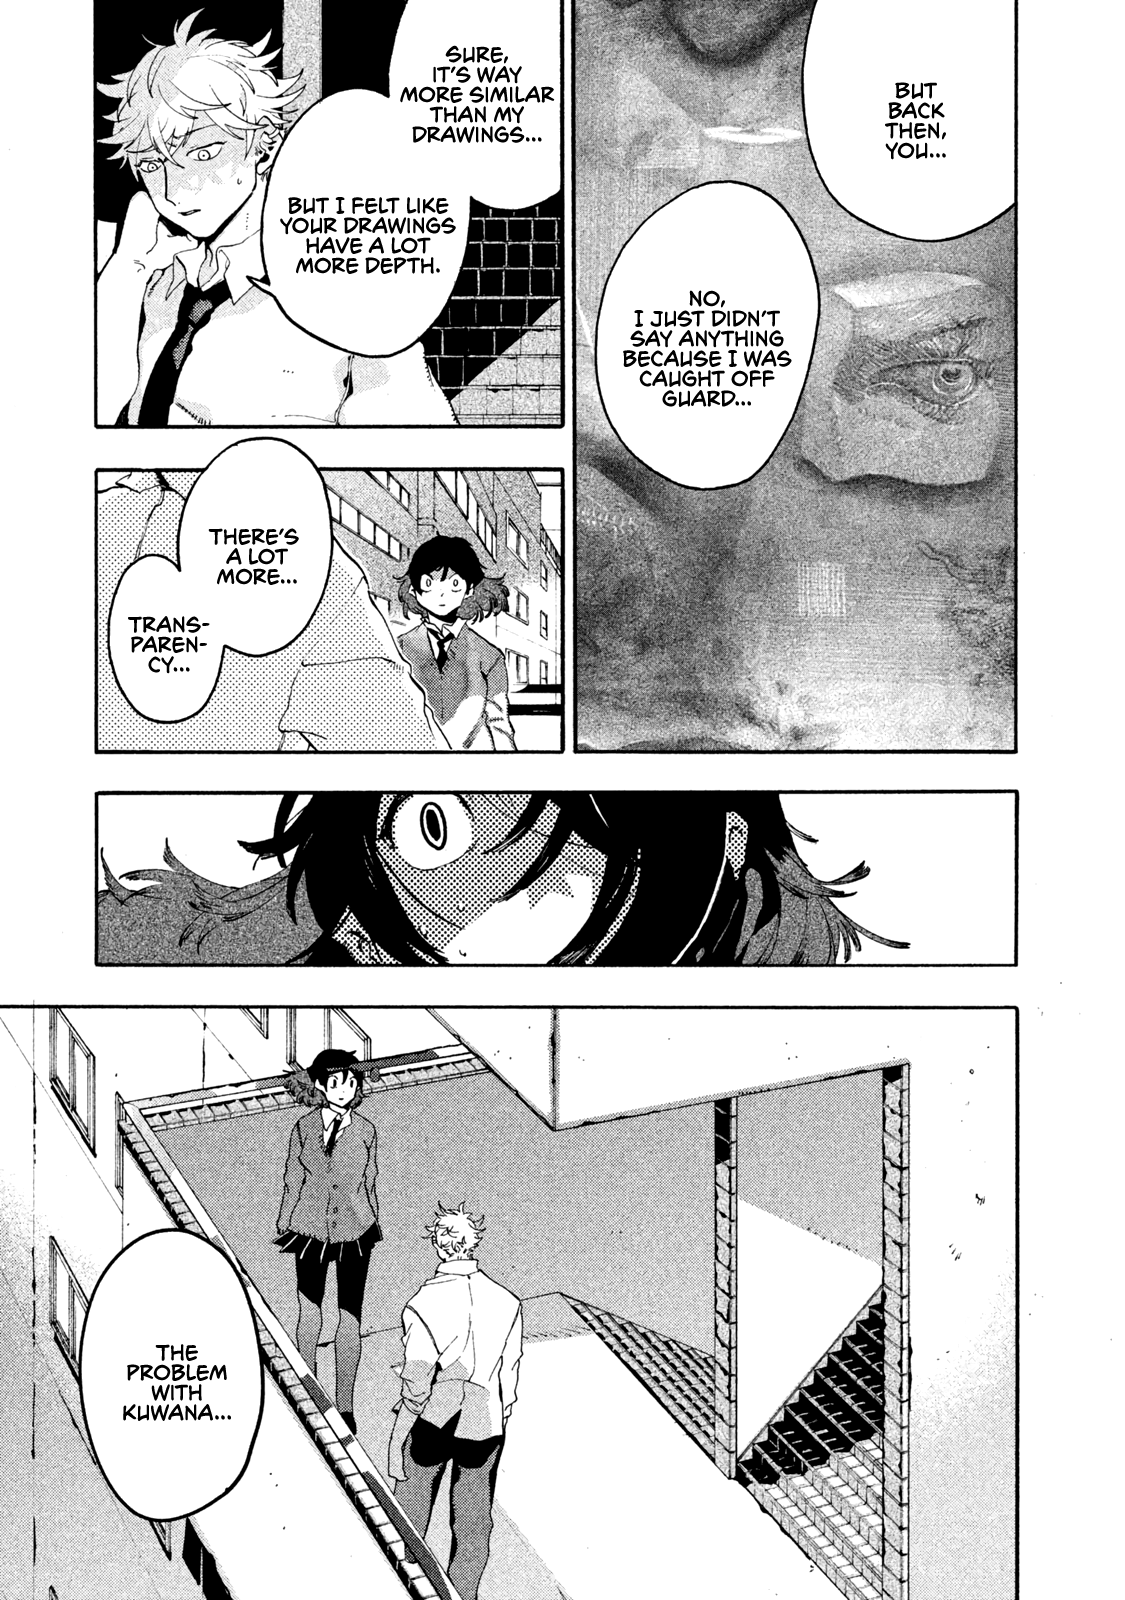 BUT
BACK
THEN,
YOU...
NO,
I JUST DIDN'T
SAY ANYTHING
BECAUSE I WAS
CAUGHT OFF
GUARD...
SURE,
IT'S WAY
MORE SIMILAR
THAN MY
DRAWINGS...
BUT I FELT LIKE
YOUR DRAWINGS
HAVE A LOT
MORE DEPTH.
THERE'S
A LOT
MORE...
TRANS-
PAREN-
CY...
THE
PROBLEM
WITH
KUWANA...